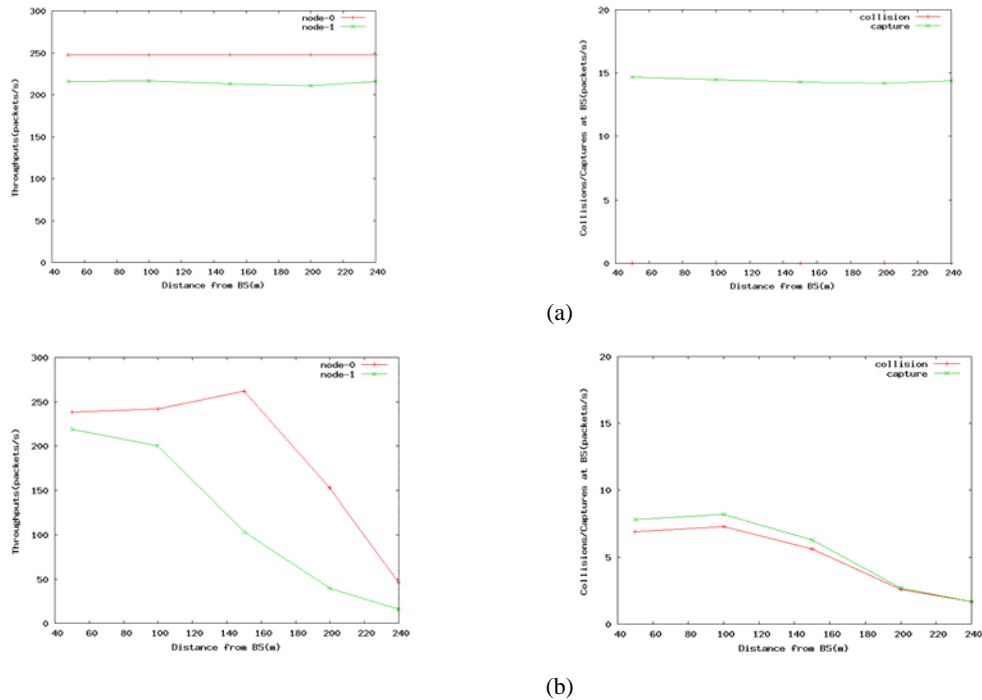 300
250
200
150
100
50
0
40 60 80 100 120 140 160 180 200 220 240
Throughputs(packets/s)
Distance from BS(m)
node-0
node-1
20
15
10
5
0
40 60 80 100 120 140 160 180 200 220 240
Collisions/Captures at BS(packets/s)
Distance from BS(m)
collision
capture
(a)
300
250
200
150
100
50
0
40 60 80 100 120 140 160 180 200 220 240
Throughputs(packets/s)
Distance from BS(m)
node-0
node-1
20
15
10
5
0
40 60 80 100 120 140 160 180 200 220 240
Collisions/Captures at BS(packets/s)
Distance from BS(m)
collision
capture
(b)